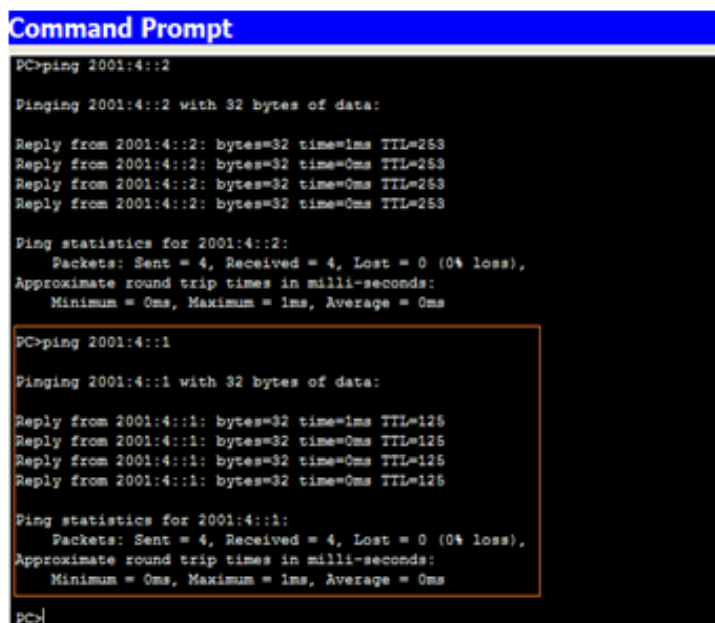 Command Prompt
PC>ping 2001:4::2
Pinging 2001:4::2 with 32 bytes of data:
Reply from 2001:4::2: bytes=32 time=1ms TTL=253
Reply from 2001:4::2: bytes=32 time=0ms TTL=253
Reply from 2001:4::2: bytes=32 time=0ms TTL=253
Reply from 2001:4::2: bytes=32 time=0ms TTL=253
Ping statistics for 2001:4::2:
Packets: Sent = 4, Received = 4, Lost = 0 (0% loss),
Approximate round trip times in milli-seconds:
Minimum = 0ms, Maximum = 1ms, Average = 0ms
PC>ping 2001:4::1
Pinging 2001:4::1 with 32 bytes of data:
Reply from 2001:4::1: bytes=32 time=1ms TTL=125
Reply from 2001:4::1: bytes=32 time=0ms TTL=125
Reply from 2001:4::1: bytes=32 time=0ms TTL=125
Reply from 2001:4::1: bytes=32 time=0ms TTL=125
Ping statistics for 2001:4::1:
Packets: Sent = 4, Received = 4, Lost = 0 (0% loss),
Approximate round trip times in milli-seconds:
Minimum = 0ms, Maximum = 1ms, Average = 0ms
PC>